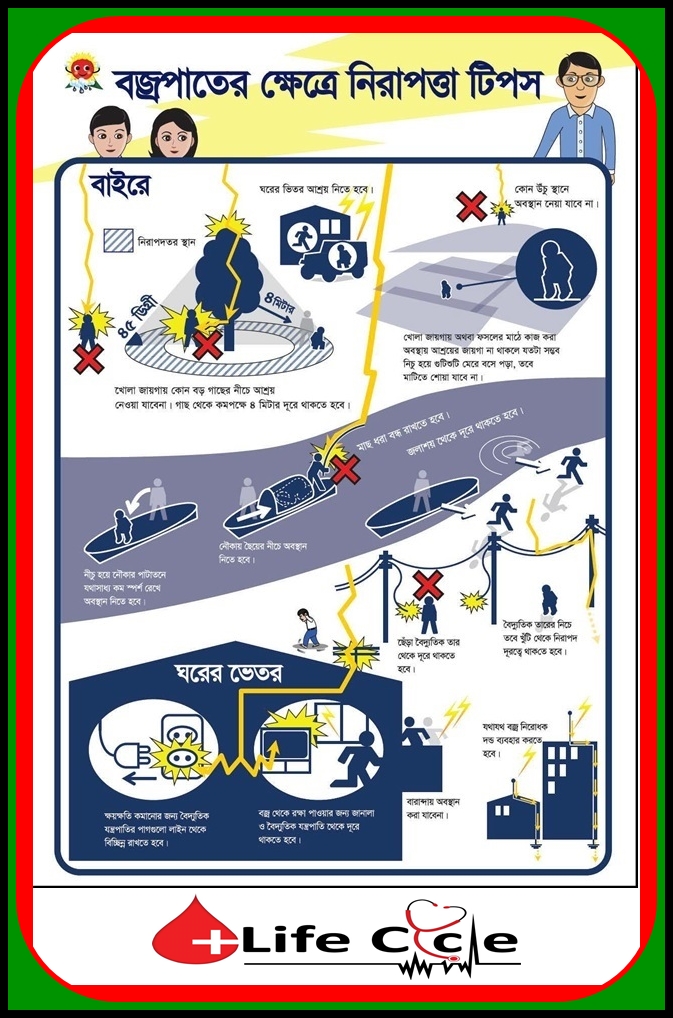 বজ্রপাতের ক্ষেত্রে নিরাপত্তা টিপস
বাইরে
নিরাপদতর স্থান
৪৫ ডিগ্রী
৪ মিটার
খোলা জায়গায় কোন বড় গাছের নীচে আশ্রয়
নেওয়া যাবেনা। গাছ থেকে কমপক্ষে ৪ মিটার দূরে থাকতে হবে।
ঘরের ভিতর আশ্রয় নিতে হবে।
কোন উঁচু স্থানে
অবস্থান নেয়া যাবে না।
খোলা জায়গায় অথবা ফসলের মাঠে কাজ করা
অবস্থায় আশ্রয়ের জায়গা না থাকলে যতটা সম্ভব
নিচু হয়ে গুটিশুটি মেরে বসে পড়া, তবে
মাটিতে শোয়া যাবে না।
মাছ ধরা বন্ধ রাখতে হবে।
জলাশয় থেকে দূরে থাকতে হবে।
নীচু হয়ে নৌকার পাটাতনে
যথাসাধ্য কম স্পর্শ রেখে
অবস্থান নিতে হবে।
নৌকায় ছৈয়ের নীচে অবস্থান
নিতে হবে।
ছেঁড়া বৈদ্যুতিক তার
থেকে দূরে থাকতে
হবে।
বৈদ্যুতিক তারের নিচে
তবে খুঁটি থেকে নিরাপদ
দূরত্বে থাকতে হবে।
ঘরের ভেতর
ক্ষয়ক্ষতি কমানোর জন্য বৈদ্যুতিক
যন্ত্রপাতির প্লাগগুলো লাইন থেকে
বিচ্ছিন্ন রাখতে হবে।
বজ্র থেকে রক্ষা পাওয়ার জন্য জানালা
ও বৈদ্যুতিক যন্ত্রপাতি থেকে দূরে
থাকতে হবে।
বারান্দায় অবস্থান
করা যাবেনা।
যথাযথ বজ্র নিরোধক
দন্ড ব্যবহার করতে
হবে।
Life Cycle